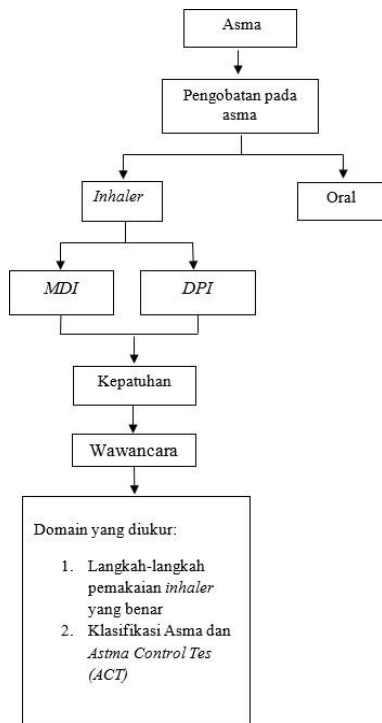 Asma
Pengobatan pada
asma
Inhaler
Oral
MDI
DPI
Kepatuhan
Wawancara
Domain yang diukur:
1. Langkah-langkah
pemakaian inhaler
yang benar
2. Klasifikasi Asma dan
Astma Control Tes
(ACT)